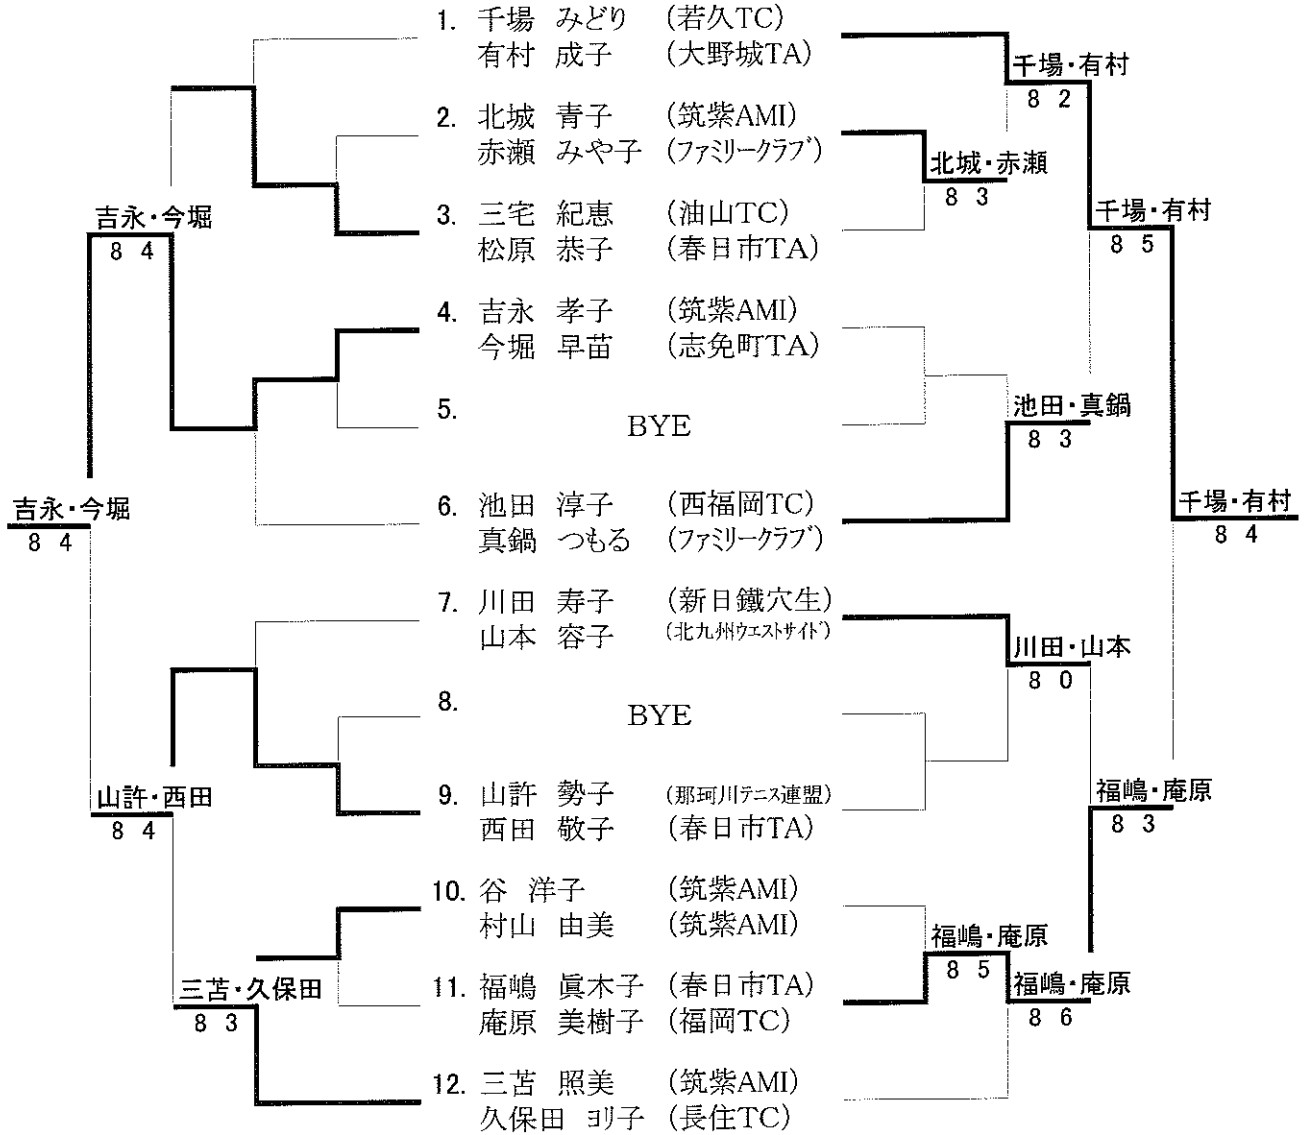 1. 千場 みどり (若久TC)
有村 成子 (大野城TA)
千場・有村
8 2
2. 北城 青子 (筑紫AMI)
赤瀬 みや子 (ファミリークラブ)
北城・赤瀬
8 3
3. 三宅 紀恵 (油山TC)
松原 恭子 (春日市TA)
吉永・今堀
8 4
千場・有村
8 5
4. 吉永 孝子 (筑紫AMI)
今堀 早苗 (志免町TA)
5. BYE
池田・真鍋
8 3
6. 池田 淳子 (西福岡TC)
真鍋 つもる (ファミリークラブ)
吉永・今堀
8 4
千場・有村
8 4
7. 川田 寿子 (新日鐵穴生)
山本 容子 (北九州ウエストサイド)
川田・山本
8 0
8. BYE
9. 山許 勢子 (那珂川テニス連盟)
西田 敬子 (春日市TA)
山許・西田
8 4
福嶋・庵原
8 3
10. 谷 洋子 (筑紫AMI)
村山 由美 (筑紫AMI)
福嶋・庵原
8 5
11. 福嶋 眞木子 (春日市TA)
庵原 美樹子 (福岡TC)
三苫・久保田
8 3
福嶋・庵原
8 6
12. 三苫 照美 (筑紫AMI)
久保田 ヨリ子 (長住TC)